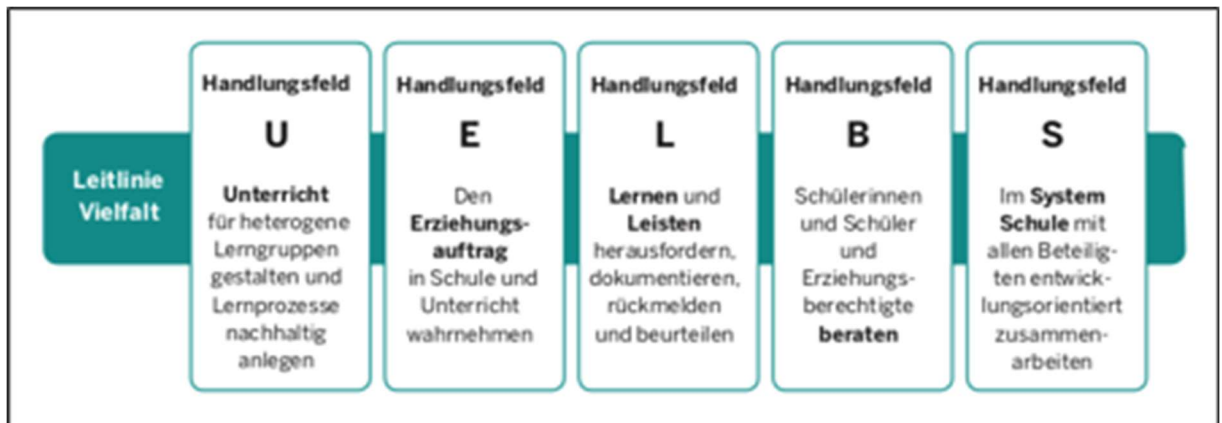 Leitlinie
Vielfalt
Handlungsfeld
U
Unterricht
für heterogene
Lerngruppen
gestalten und
Lernprozesse
nachhaltig
anlegen
Handlungsfeld
E
Den
Erziehungs-
auftrag
in Schule und
Unterricht
wahrnehmen
Handlungsfeld
L
Lernen und
Leisten
herausfordern,
dokumentieren,
rückmelden
und beurteilen
Handlungsfeld
B
Schülerinnen
und Schüler
und
Erziehungs-
berechtigte
beraten
Handlungsfeld
S
Im System
Schule mit
allen Beteilig-
ten entwick-
lungsorientiert
zusammen-
arbeiten